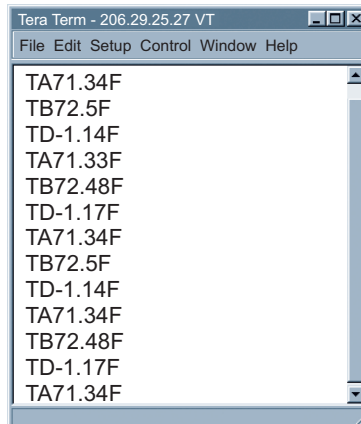 Tera Term - 206.29.25.27 VT
File Edit Setup Control Window Help
TA71.34F
TB72.5F
TD-1.14F
TA71.33F
TB72.48F
TD-1.17F
TA71.34F
TB72.5F
TD-1.14F
TA71.34F
TB72.48F
TD-1.17F
TA71.34F